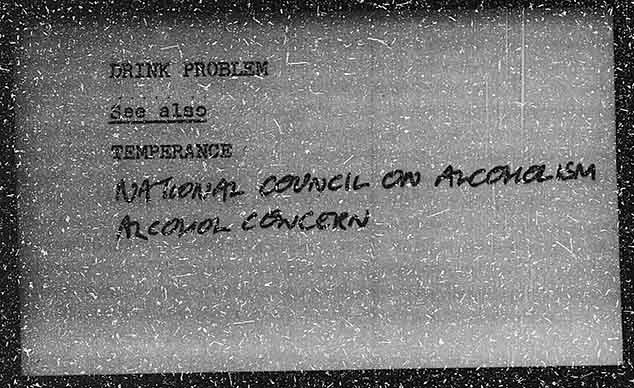 DRINK PROBLEM
See also
TEMPERANCE
NATIONAL COUNCIL ON ALCOHOLISM
ALCOHOL CONCERN